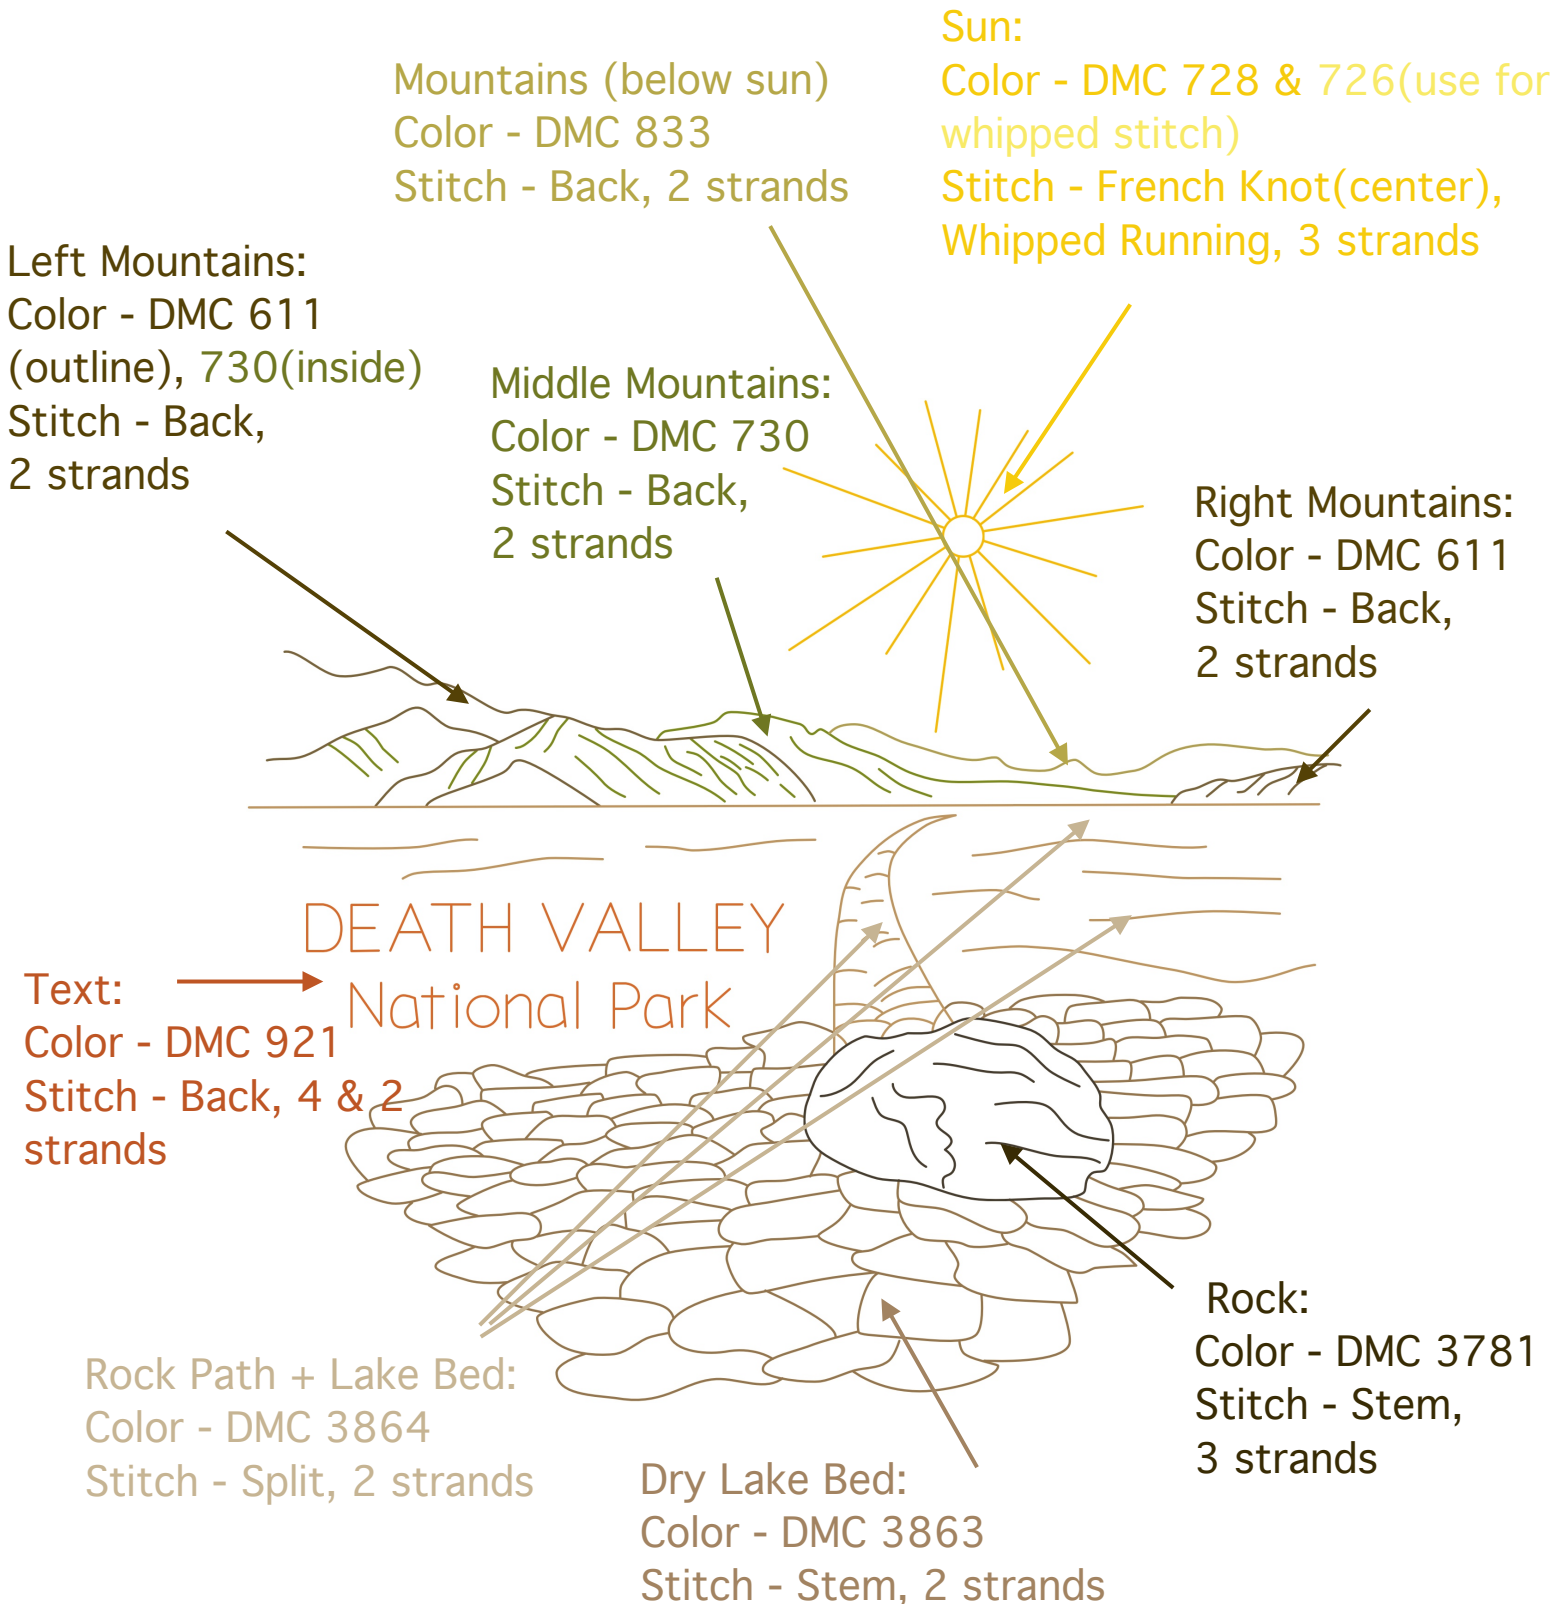 Sun:
Color - DMC 728 & 726(use for
whipped stitch)
Stitch - French Knot(center),
Whipped Running, 3 strands
Mountains (below sun)
Color - DMC 833
Stitch - Back, 2 strands
Left Mountains:
Color - DMC 611
(outline), 730(inside)
Stitch - Back,
2 strands
Middle Mountains:
Color - DMC 730
Stitch - Back,
2 strands
Right Mountains:
Color - DMC 611
Stitch - Back,
2 strands
DEATH VALLEY
National Park
Text:
Color - DMC 921
Stitch - Back, 4 & 2
strands
Rock:
Color - DMC 3781
Stitch - Stem,
3 strands
Rock Path + Lake Bed:
Color - DMC 3864
Stitch - Split, 2 strands
Dry Lake Bed:
Color - DMC 3863
Stitch - Stem, 2 strands